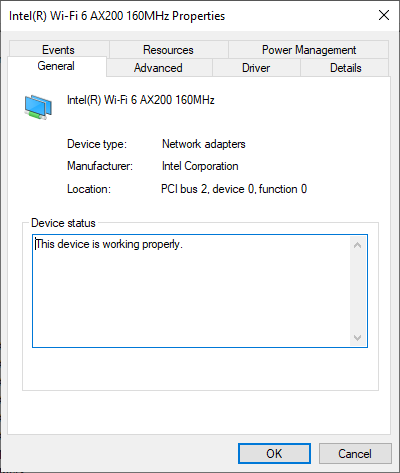 Intel(R) Wi-Fi 6 AX200 160MHz Properties
Events Resources Power Management
General Advanced Driver Details
Intel(R) Wi-Fi 6 AX200 160MHz
Device type: Network adapters
Manufacturer: Intel Corporation
Location: PCI bus 2, device 0, function 0
Device status
This device is working properly.
OK Cancel